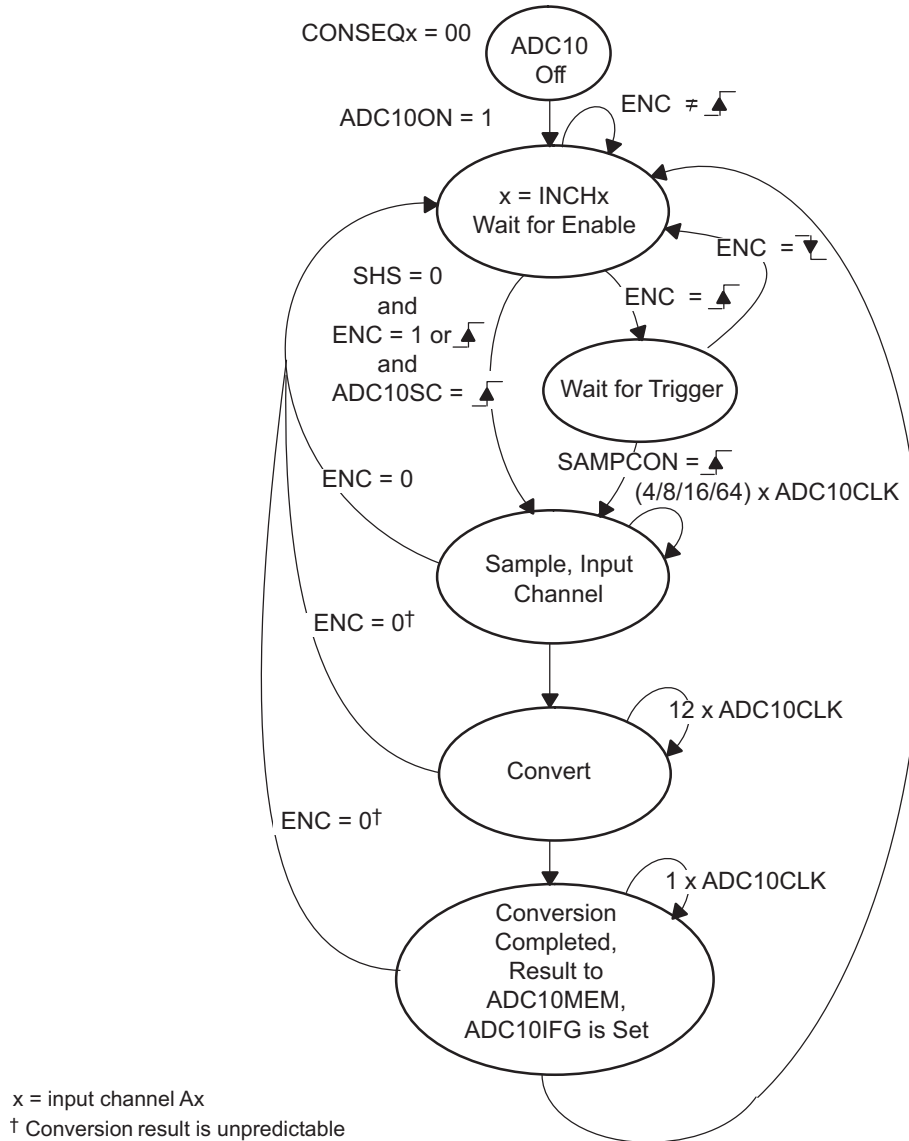 CONSEQx = 00
ADC10
Off
ADC10ON = 1
ENC ≠
x = INCHx
Wait for Enable
ENC =
SHS = 0
and
ENC = 1 or
and
ADC10SC =
ENC =
Wait for Trigger
SAMPCON =
(4/8/16/64) x ADC10CLK
ENC = 0
Sample, Input
Channel
ENC = 0†
12 x ADC10CLK
Convert
ENC = 0†
1 x ADC10CLK
Conversion
Completed,
Result to
ADC10MEM,
ADC10IFG is Set
x = input channel Ax
† Conversion result is unpredictable